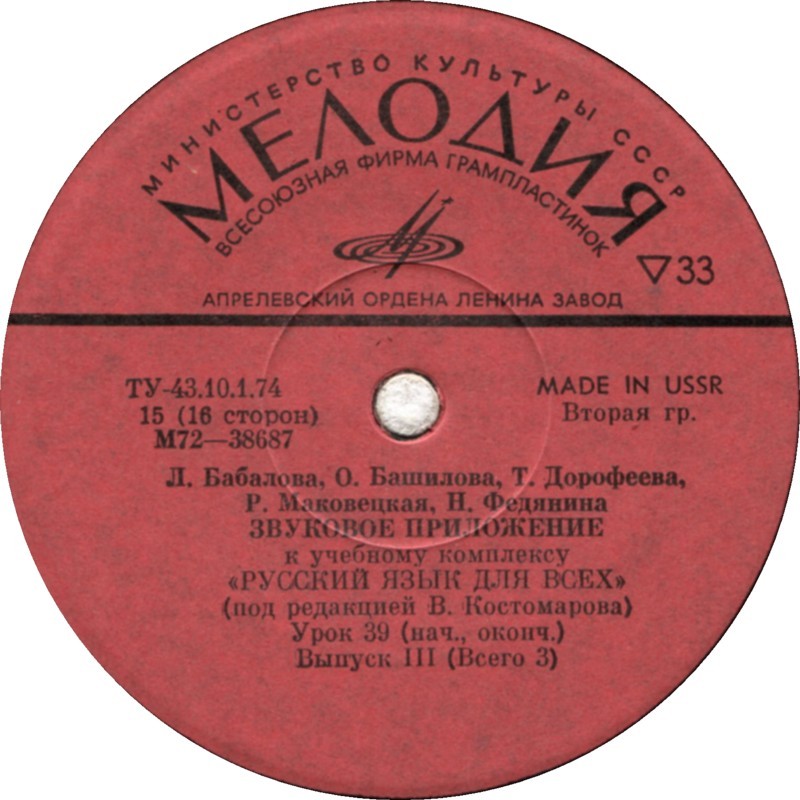 МИНИСТЕРСТВО КУЛЬТУРЫ СССР
МЕЛОДИЯ
ВСЕСОЮЗНАЯ ФИРМА ГРАМПЛАСТИНОК
▽33
АПРЕЛЕВСКИЙ ОРДЕНА ЛЕНИНА ЗАВОД
ТУ-43.10.1.74
15 (16 сторон)
М72—38687
MADE IN USSR
Вторая гр.
Л. Бабалова, О. Башилова, Т. Дорофеева,
Р. Маковецкая, Н. Федянина
ЗВУКОВОЕ ПРИЛОЖЕНИЕ
к учебному комплексу
«РУССКИЙ ЯЗЫК ДЛЯ ВСЕХ»
(под редакцией В. Костомарова)
Урок 39 (нач., оконч.)
Выпуск III (Всего 3)